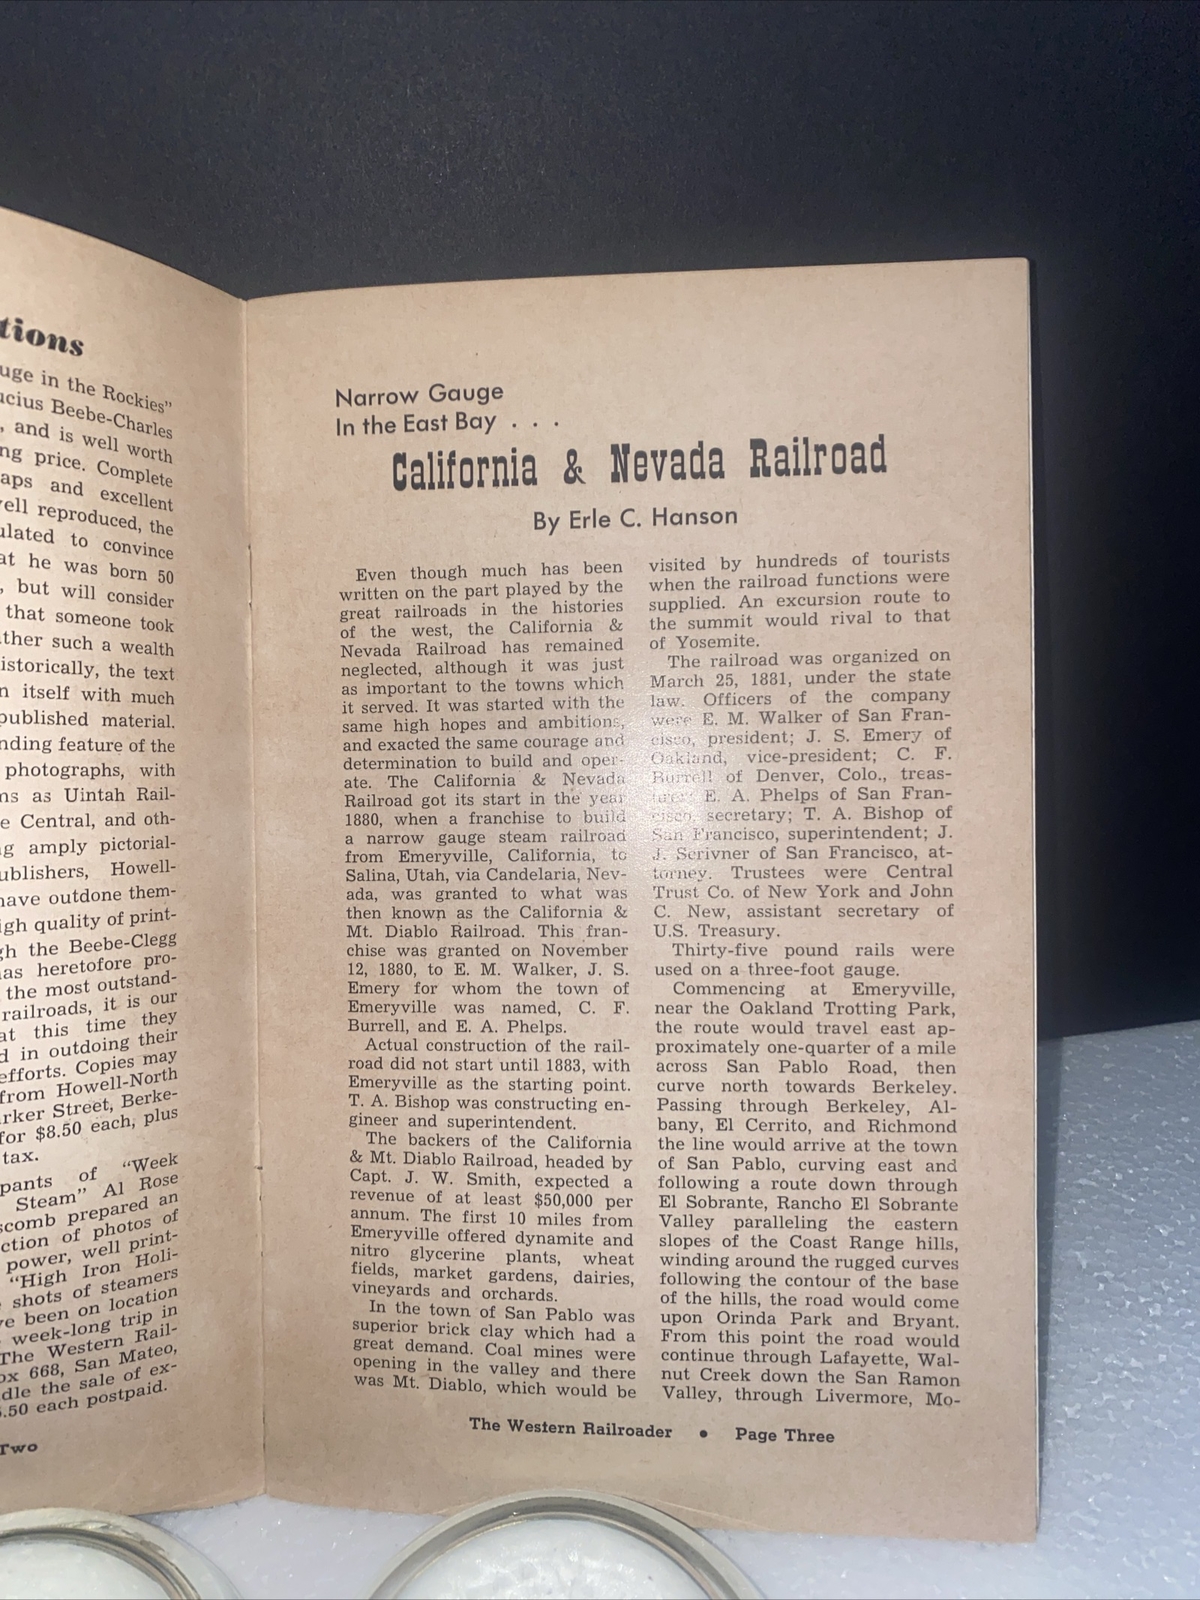 tions
uge in the Rockies"
ucius Beebe-Charles
, and is well worth
ng price. Complete
aps and excellent
vell reproduced, the
ulated to convince
at he was born 50
, but will consider
that someone took
ather such a wealth
istorically, the text
n itself with much
published material.
nding feature of the
photographs, with
ns as Uintah Rail-
e Central, and oth-
ng amply pictorial-
ublishers, Howell-
have outdone them-
igh quality of print-
gh the Beebe-Clegg
as heretofore pro-
the most outstand-
railroads, it is our
at this time they
d in outdoing their
efforts. Copies may
from Howell-North
arker Street, Berke-
for $8.50 each, plus
tax.
pants of "Week
Steam" Al Rose
scomb prepared an
ction of photos of
power, well print-
"High Iron Holi-
shots of steamers
ve been on location
week-long trip in
The Western Rail-
ox 668, San Mateo,
dle the sale of ex-
.50 each postpaid.
Two
Narrow Gauge
In the East Bay . . .
California & Nevada Railroad
By Erle C. Hanson
Even though much has been
written on the part played by the
great railroads in the histories
of the west, the California &
Nevada Railroad has remained
neglected, although it was just
as important to the towns which
it served. It was started with the
same high hopes and ambitions,
and exacted the same courage and
determination to build and oper-
ate. The California & Nevada
Railroad got its start in the year
1880, when a franchise to build
a narrow gauge steam railroad
from Emeryville, California, to
Salina, Utah, via Candelaria, Nev-
ada, was granted to what was
then known as the California &
Mt. Diablo Railroad. This fran-
chise was granted on November
12, 1880, to E. M. Walker, J. S.
Emery for whom the town of
Emeryville was named, C. F.
Burrell, and E. A. Phelps.
Actual construction of the rail-
road did not start until 1883, with
Emeryville as the starting point.
T. A. Bishop was constructing en-
gineer and superintendent.
The backers of the California
& Mt. Diablo Railroad, headed by
Capt. J. W. Smith, expected a
revenue of at least $50,000 per
annum. The first 10 miles from
Emeryville offered dynamite and
nitro glycerine plants, wheat
fields, market gardens, dairies,
vineyards and orchards.
In the town of San Pablo was
superior brick clay which had a
great demand. Coal mines were
opening in the valley and there
was Mt. Diablo, which would be
visited by hundreds of tourists
when the railroad functions were
supplied. An excursion route to
the summit would rival to that
of Yosemite.
The railroad was organized on
March 25, 1881, under the state
law. Officers of the company
were E. M. Walker of San Fran-
cisco, president; J. S. Emery of
Oakland, vice-president; C. F.
Burrell of Denver, Colo., treas-
urer; E. A. Phelps of San Fran-
cisco, secretary; T. A. Bishop of
San Francisco, superintendent; J.
J. Scrivner of San Francisco, at-
torney. Trustees were Central
Trust Co. of New York and John
C. New, assistant secretary of
U.S. Treasury.
Thirty-five pound rails were
used on a three-foot gauge.
Commencing at Emeryville,
near the Oakland Trotting Park,
the route would travel east ap-
proximately one-quarter of a mile
across San Pablo Road, then
curve north towards Berkeley.
Passing through Berkeley, Al-
bany, El Cerrito, and Richmond
the line would arrive at the town
of San Pablo, curving east and
following a route down through
El Sobrante, Rancho El Sobrante
Valley paralleling the eastern
slopes of the Coast Range hills,
winding around the rugged curves
following the contour of the base
of the hills, the road would come
upon Orinda Park and Bryant.
From this point the road would
continue through Lafayette, Wal-
nut Creek down the San Ramon
Valley, through Livermore, Mo-
The Western Railroader • Page Three